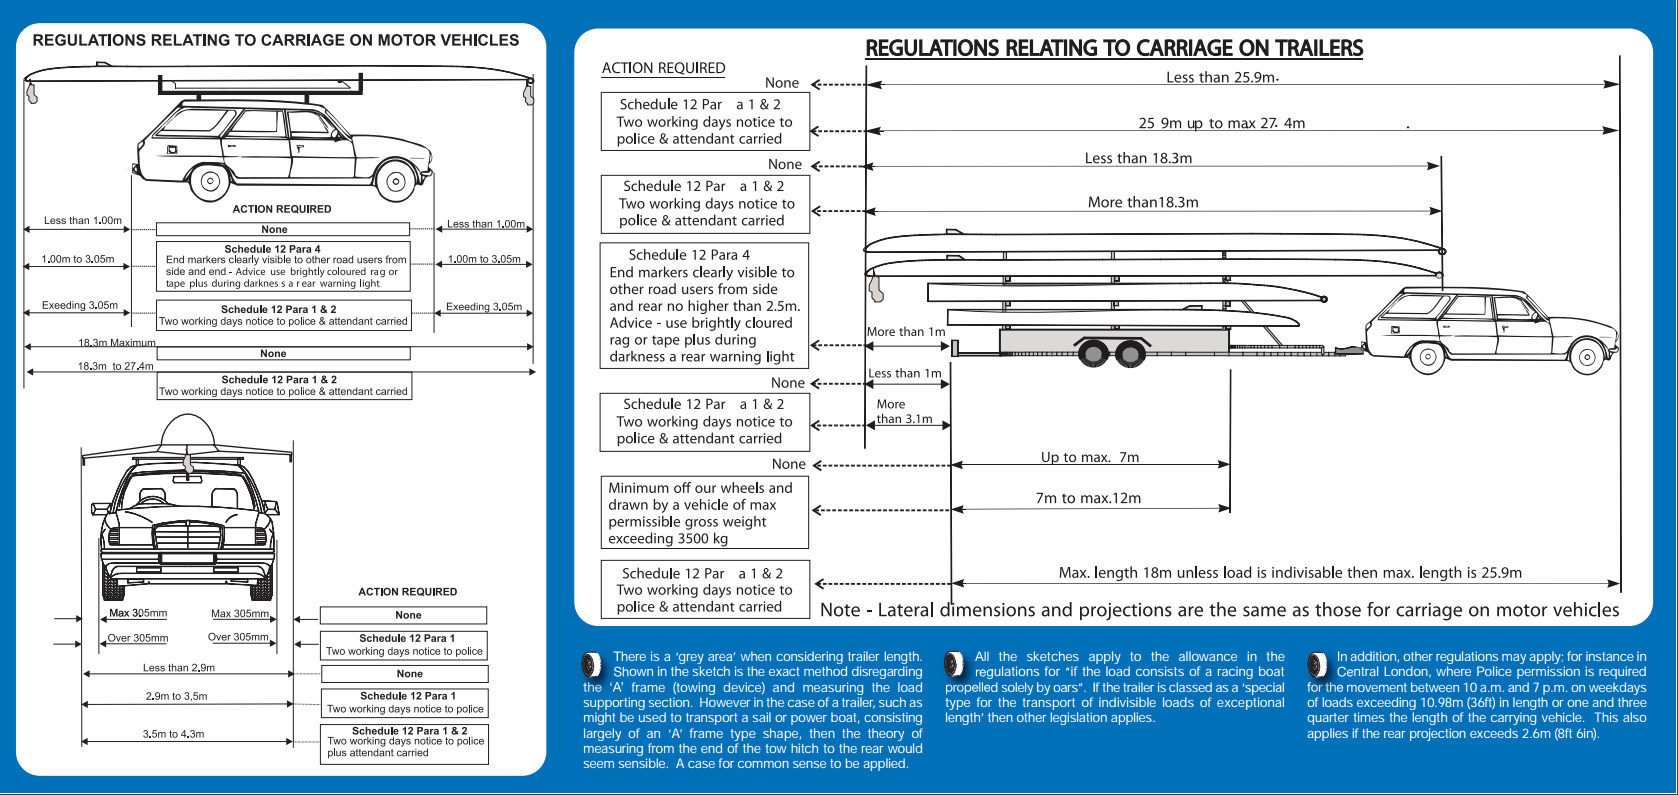 REGULATIONS RELATING TO CARRIAGE ON MOTOR VEHICLES
ACTION REQUIRED
Less than 1.00m
None
Less than 1.00m
Schedule 12 Para 4
1.00m to 3.05m
End markers clearly visible to other road users from
side and end - Advice use brightly coloured rag or
tape plus during darknes s a rear warning light
1.00m to 3.05m
Exeeding 3.05m
Schedule 12 Para 1 & 2
Two working days notice to police & attendant carried
Exeeding 3.05m
18.3m Maximum
None
18.3m to 27.4m
Schedule 12 Para 1 & 2
Two working days notice to police & attendant carried
ACTION REQUIRED
Max 305mm
Max 305mm
None
Over 305mm
Over 305mm
Schedule 12 Para 1
Two working days notice to police
Less than 2.9m
None
2.9m to 3,5m
Schedule 12 Para 1
Two working days notice to police
3.5m to 4.3m
Schedule 12 Para 1 & 2
Two working days notice to police
plus attendant carried
REGULATIONS RELATING TO CARRIAGE ON TRAILERS
ACTION REQUIRED
None
Less than 25.9m.
Schedule 12 Par a 1 & 2
Two working days notice to
police & attendant carried
25 9m up to max 27. 4m .
None
Less than 18.3m
Schedule 12 Par a 1 & 2
Two working days notice to
police & attendant carried
More than18.3m
Schedule 12 Para 4
End markers clearly visible to
other road users from side
and rear no higher than 2.5m.
Advice - use brightly cloured
rag or tape plus during
darkness a rear warning light
More than 1m
None
Less than 1m
Schedule 12 Par a 1 & 2
Two working days notice to
police & attendant carried
More
than 3.1m
None
Up to max. 7m
Minimum off our wheels and
drawn by a vehicle of max
permissible gross weight
exceeding 3500 kg
7m to max.12m
Schedule 12 Par a 1 & 2
Two working days notice to
police & attendant carried
Max. length 18m unless load is indivisable then max. length is 25.9m
Note - Lateral dimensions and projections are the same as those for carriage on motor vehicles
There is a 'grey area' when considering trailer length.
Shown in the sketch is the exact method disregarding
the 'A' frame (towing device) and measuring the load
supporting section. However in the case of a trailer, such as
might be used to transport a sail or power boat, consisting
largely of an 'A' frame type shape, then the theory of
measuring from the end of the tow hitch to the rear would
seem sensible. A case for common sense to be applied.
All the sketches apply to the allowance in the
regulations for "if the load consists of a racing boat
propelled solely by oars". If the trailer is classed as a 'special
type for the transport of indivisible loads of exceptional
length' then other legislation applies.
In addition, other regulations may apply; for instance in
Central London, where Police permission is required
for the movement between 10 a.m. and 7 p.m. on weekdays
of loads exceeding 10.98m (36ft) in length or one and three
quarter times the length of the carrying vehicle. This also
applies if the rear projection exceeds 2.6m (8ft 6in).